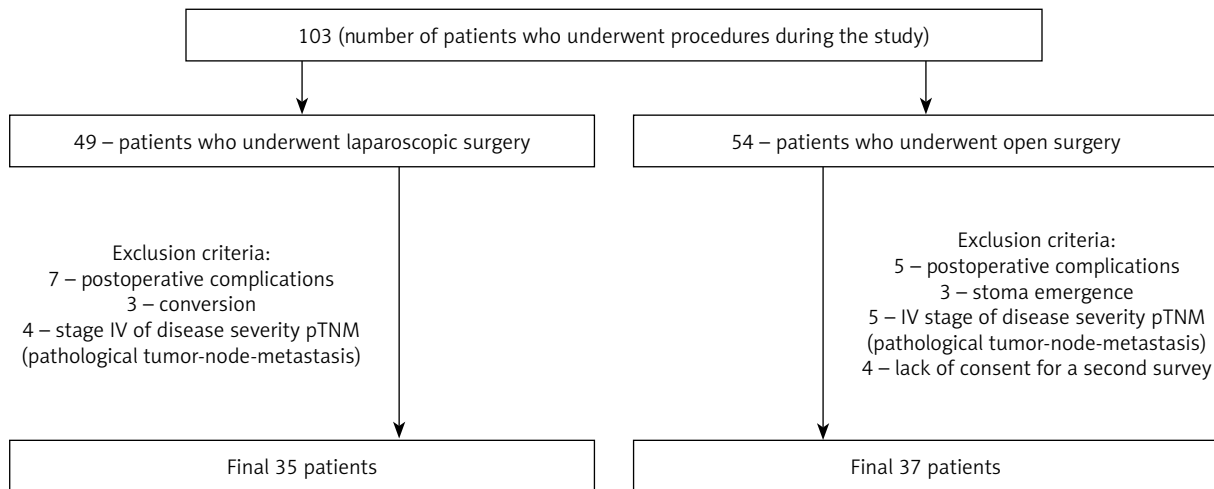 103 (number of patients who underwent procedures during the study)
49 – patients who underwent laparoscopic surgery
54 – patients who underwent open surgery
Exclusion criteria:
7 – postoperative complications
3 – conversion
4 – stage IV of disease severity pTNM
(pathological tumor-node-metastasis)
Exclusion criteria:
5 – postoperative complications
3 – stoma emergence
5 – IV stage of disease severity pTNM
(pathological tumor-node-metastasis)
4 – lack of consent for a second survey
Final 35 patients
Final 37 patients